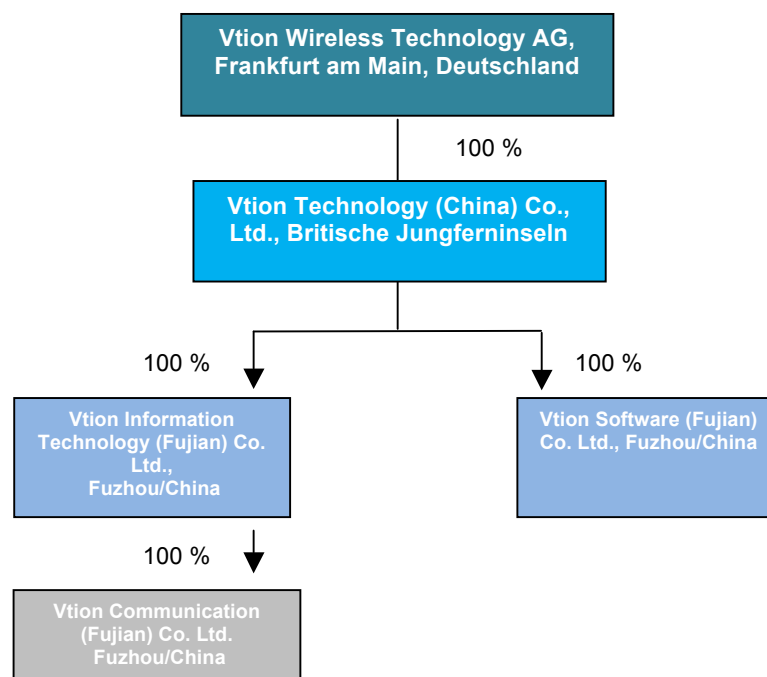 Vtion Wireless Technology AG,
Frankfurt am Main, Deutschland
100 %
Vtion Technology (China) Co.,
Ltd., Britische Jungferninseln
100 %
100 %
Vtion Information
Technology (Fujian) Co.
Ltd.,
Fuzhou/China
Vtion Software (Fujian)
Co. Ltd., Fuzhou/China
100 %
Vtion Communication
(Fujian) Co. Ltd.
Fuzhou/China